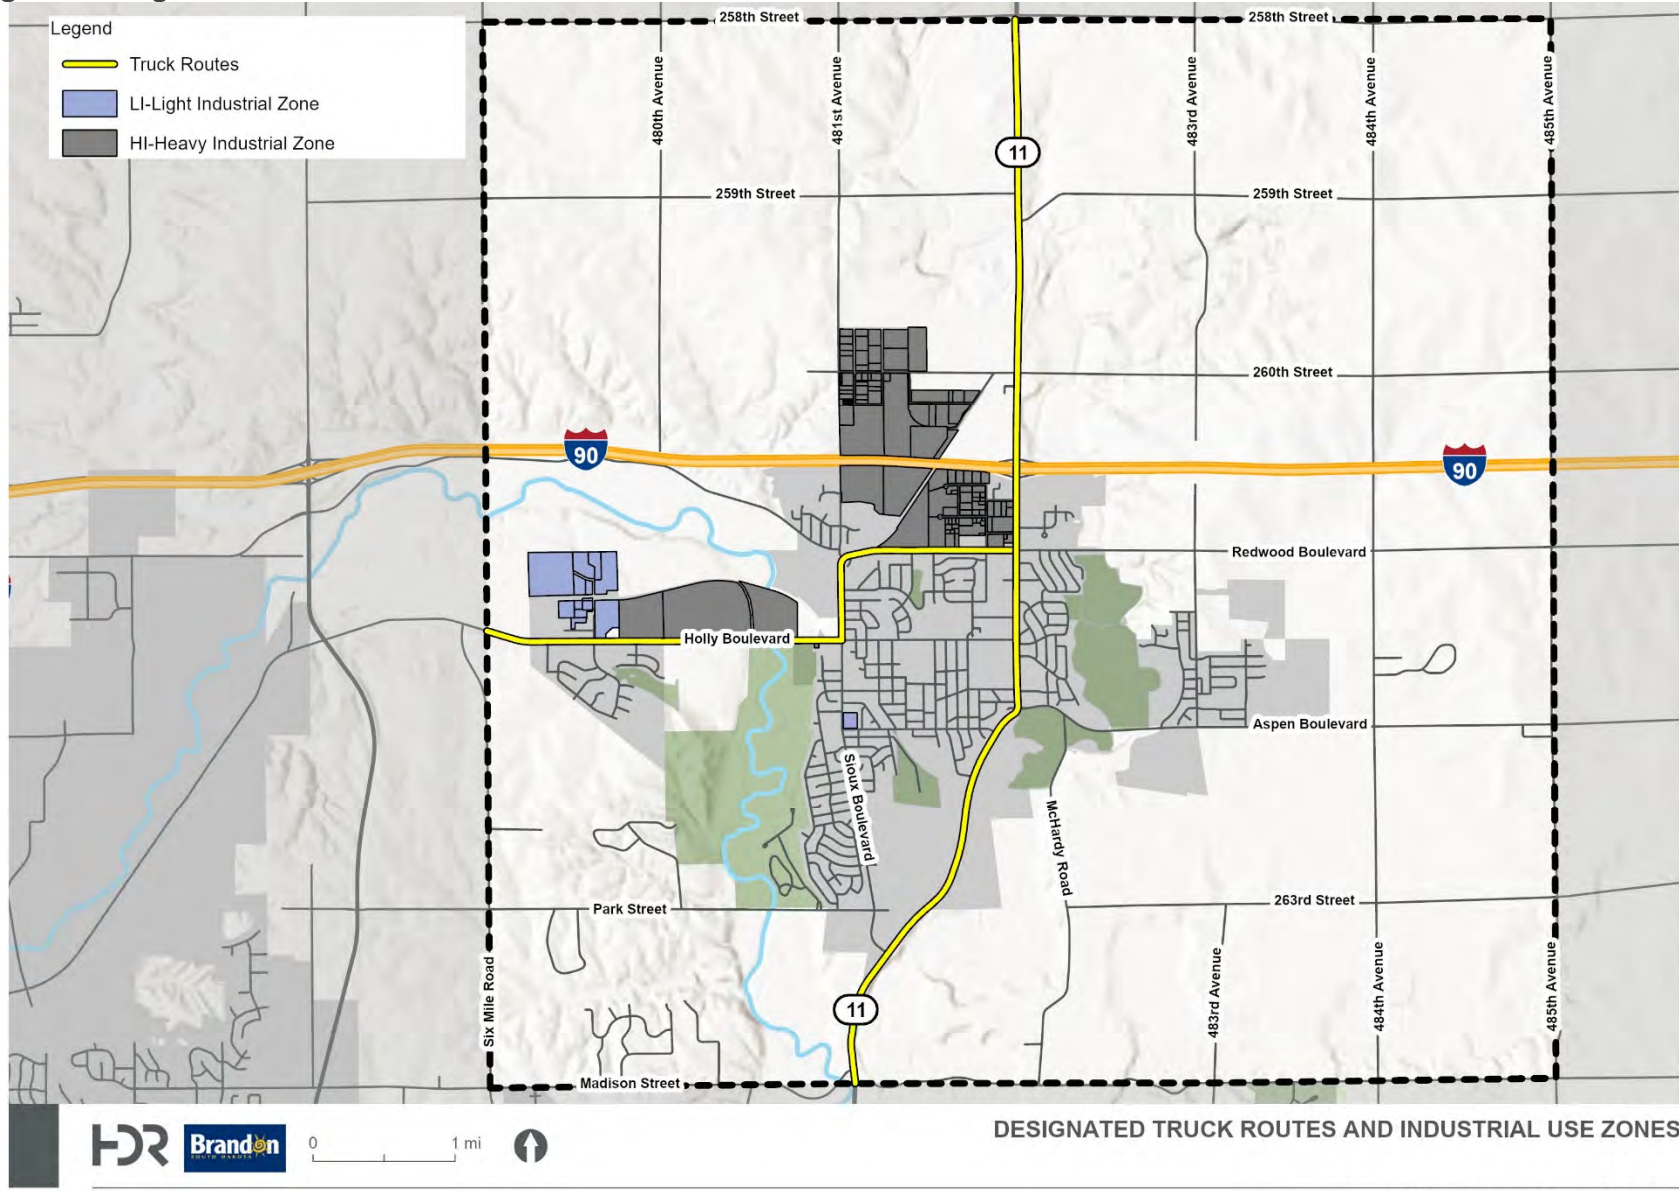 Legend
Truck Routes
LI-Light Industrial Zone
HI-Heavy Industrial Zone
258th Street
258th Street
480th Avenue
481st Avenue
483rd Avenue
484th Avenue
485th Avenue
11
259th Street
259th Street
260th Street
90
90
Redwood Boulevard
Holly Boulevard
Aspen Boulevard
Sioux Boulevard
McHardy Road
Park Street
263rd Street
Six Mile Road
483rd Avenue
484th Avenue
485th Avenue
11
Madison Street
HDR
Brandon
SOUTH DAKOTA
0 1 mi
DESIGNATED TRUCK ROUTES AND INDUSTRIAL USE ZONES